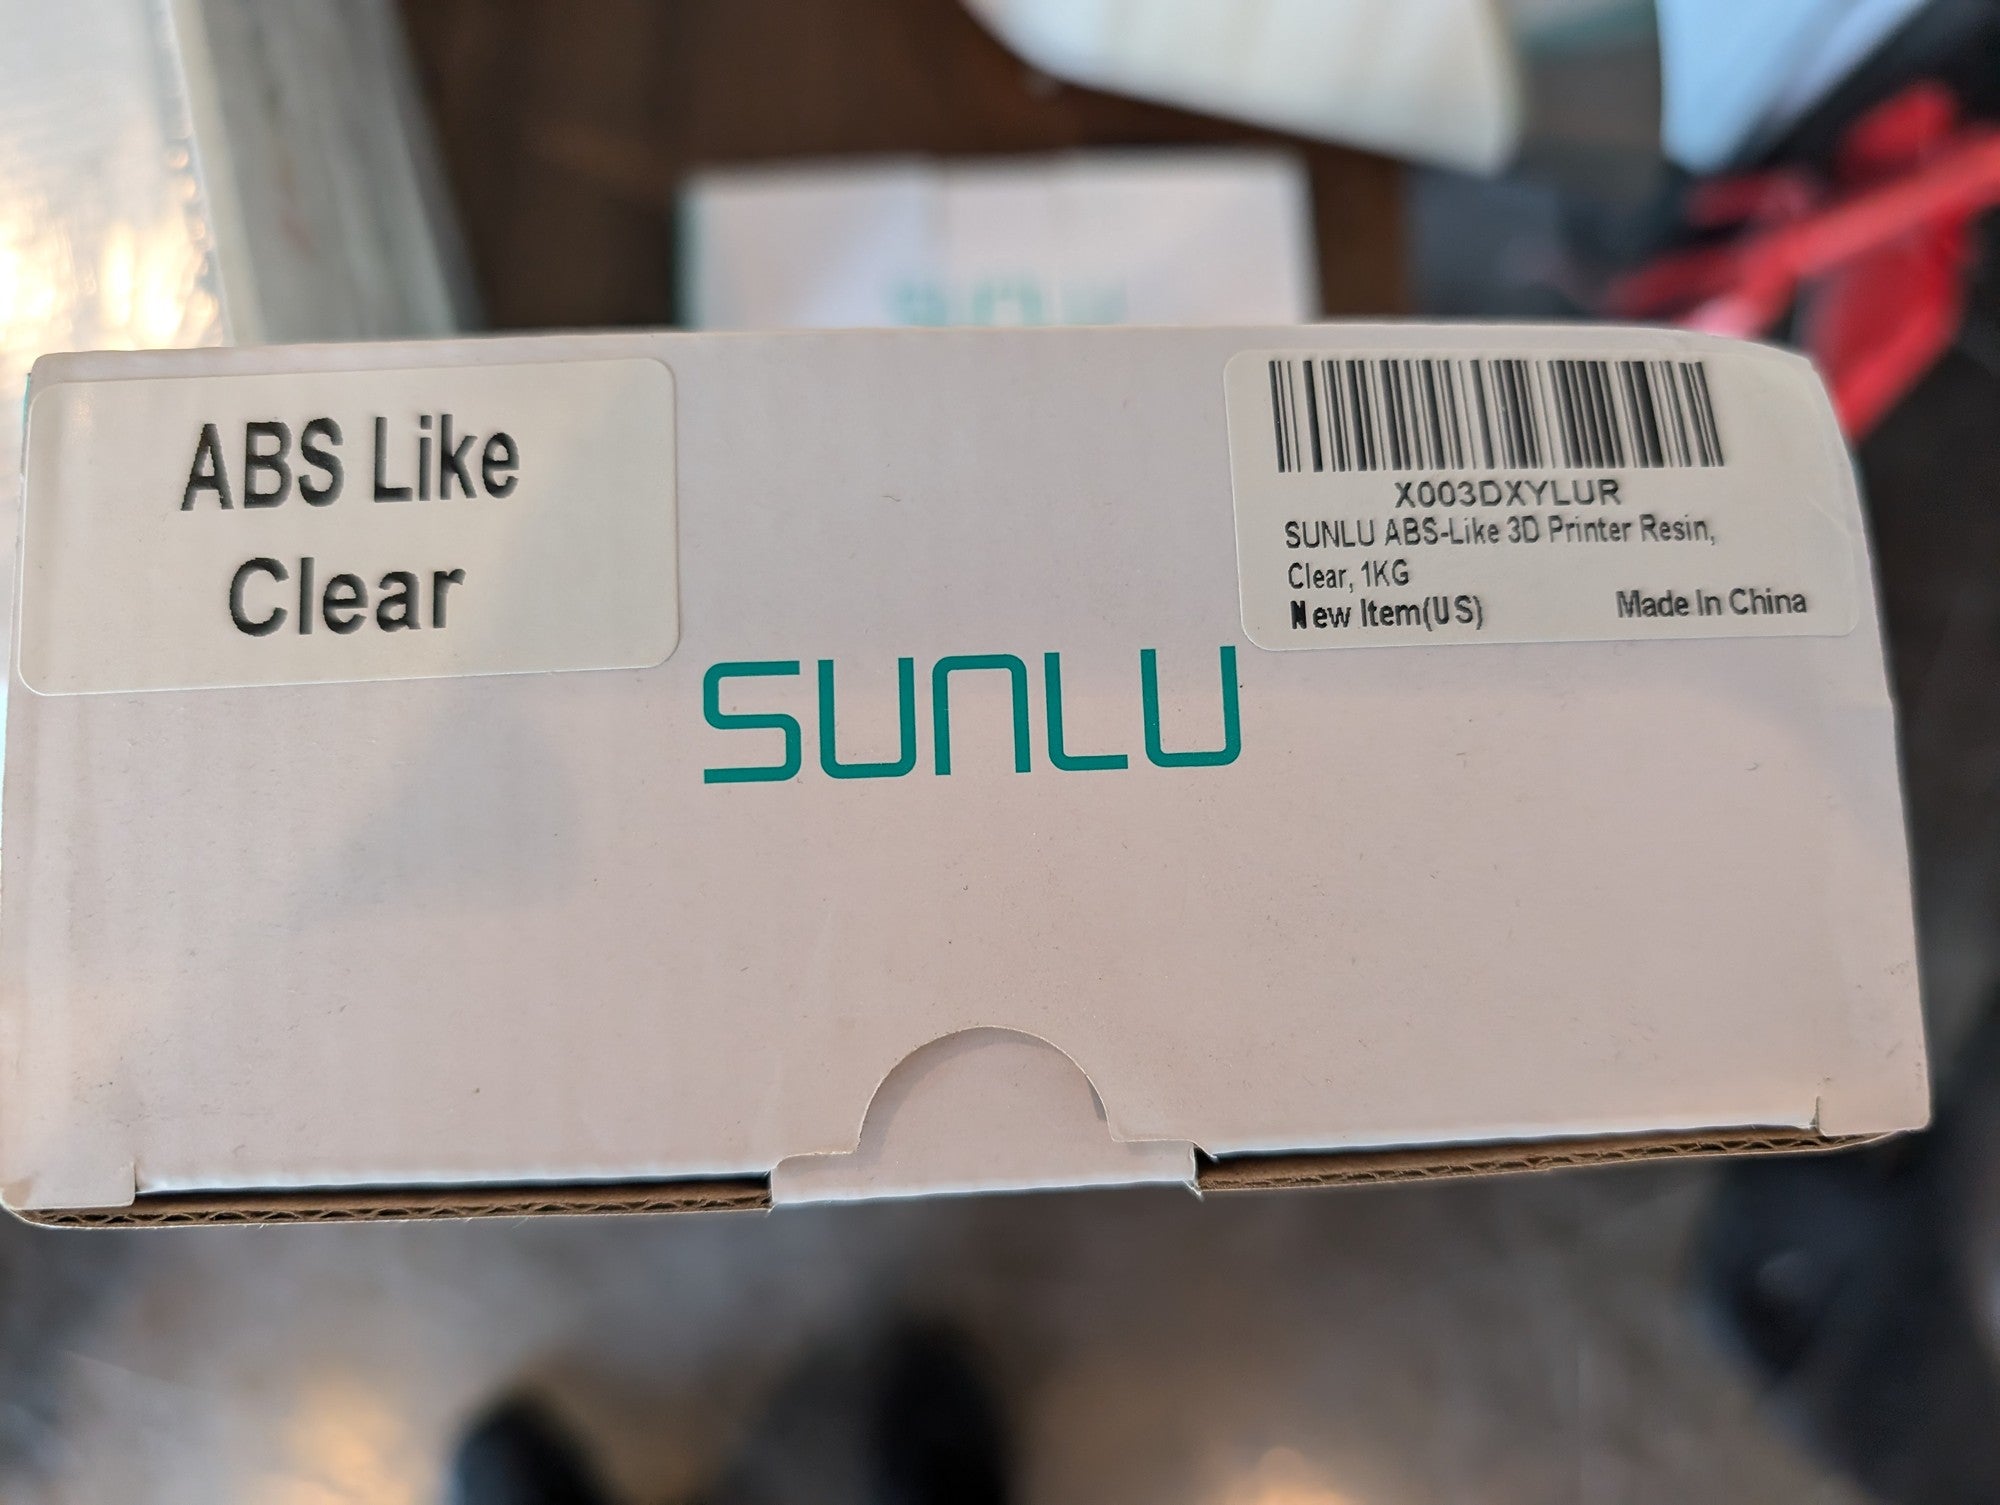 SUNLU
ABS Like
Clear
X003DXYLUR
SUNLU ABS-Like 3D Printer Resin,
Clear, 1KG
New Item(US)
Made In China
SUNLU